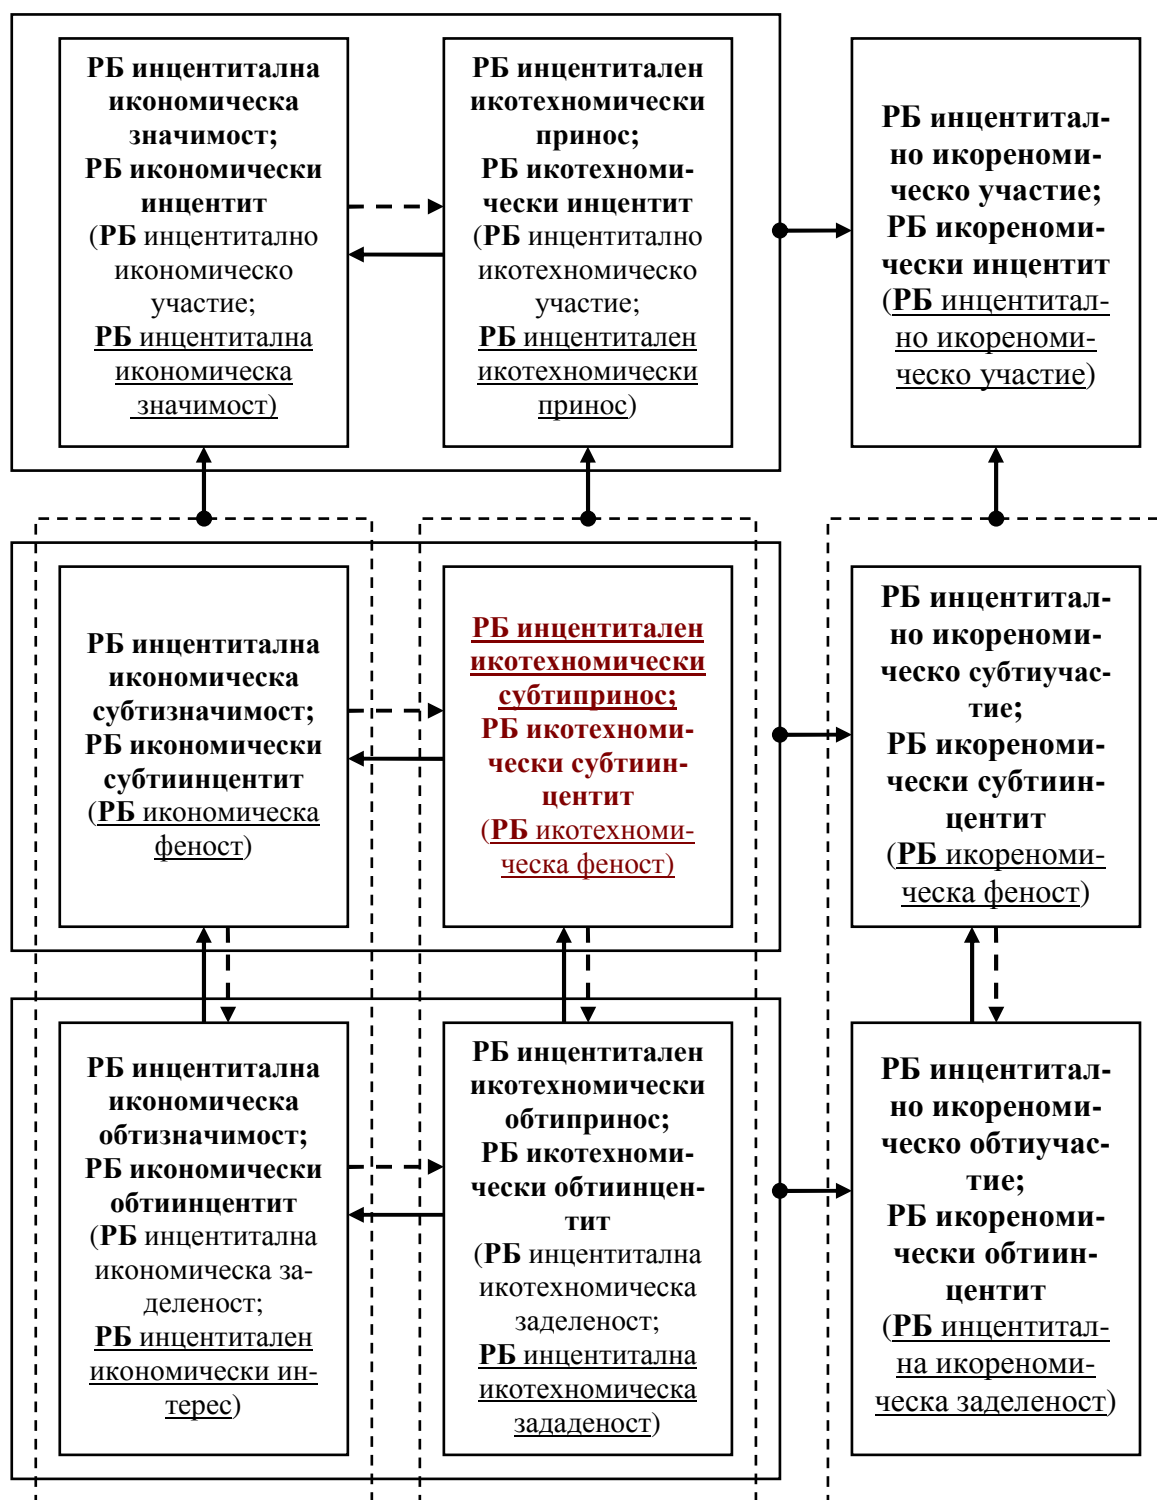 РБ инцентитална
икономическа
значимост;
РБ икономически
инцентит
(РБ инцентитално
икономическо
участие;
РБ инцентитална
икономическа
значимост)
РБ инцентитален
икотехномически
принос;
РБ икотехноми-
чески инцентит
(РБ инцентитално
икотехномическо
участие;
РБ инцентитален
икотехномически
принос)
РБ инцентитал-
но икореноми-
ческо участие;
РБ икореноми-
чески инцентит
(РБ инцентитал-
но икореноми-
ческо участие)
РБ инцентитална
икономическа
субтизначимост;
РБ икономически
субтиинцентит
(РБ икономическа
феност)
РБ инцентитален
икотехномически
субтипринос;
РБ икотехноми-
чески субтиин-
центит
(РБ икотехноми-
ческа феност)
РБ инцентитал-
но икореноми-
ческо субтиучас-
тие;
РБ икореноми-
чески субтиин-
центит
(РБ икореноми-
ческа феност)
РБ инцентитална
икономическа
обтизначимост;
РБ икономически
обтиинцентит
(РБ инцентитална
икономическа за-
деленост;
РБ инцентитален
икономически ин-
терес)
РБ инцентитален
икотехномически
обтипринос;
РБ икотехноми-
чески обтиинцен-
тит
(РБ инцентитална
икотехномическа
заделеност;
РБ инцентитална
икотехномическа
зададеност)
РБ инцентитал-
но икореноми-
ческо обтиучас-
тие;
РБ икореноми-
чески обтиин-
центит
(РБ инцентитал-
на икореноми-
ческа заделеност)